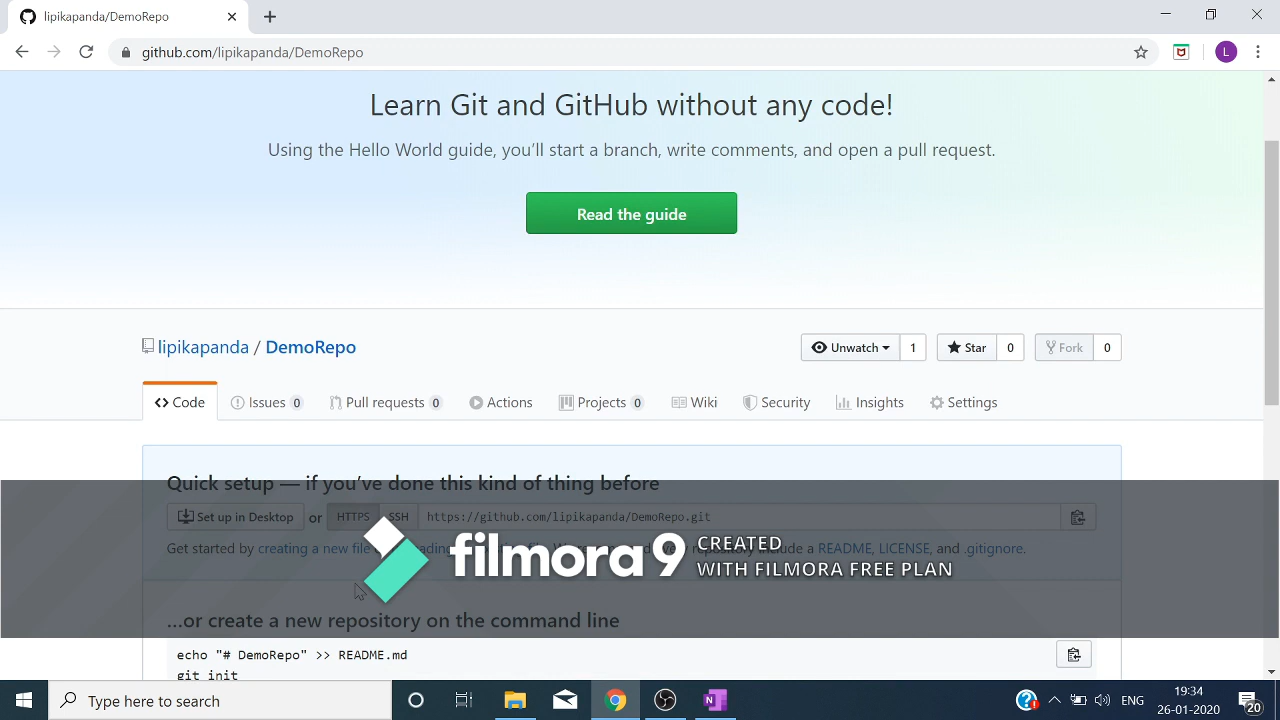 lipikapanda/DemoRepo
github.com/lipikapanda/DemoRepo
L
Learn Git and GitHub without any code!
Using the Hello World guide, you'll start a branch, write comments, and open a pull request.
Read the guide
lipikapanda / DemoRepo
Unwatch 1 Star 0 Fork 0
Code Issues 0 Pull requests 0 Actions Projects 0 Wiki Security Insights Settings
Quick setup — if you've done this kind of thing before
Set up in Desktop or HTTPS SSH https://github.com/lipikapanda/DemoRepo.git
Get started by creating a new file include a README, LICENSE, and .gitignore.
filmora 9 CREATED
WITH FILMORA FREE PLAN
...or create a new repository on the command line
echo "# DemoRepo" >> README.md
git init
Type here to search
ENG
19:34
26-01-2020
20